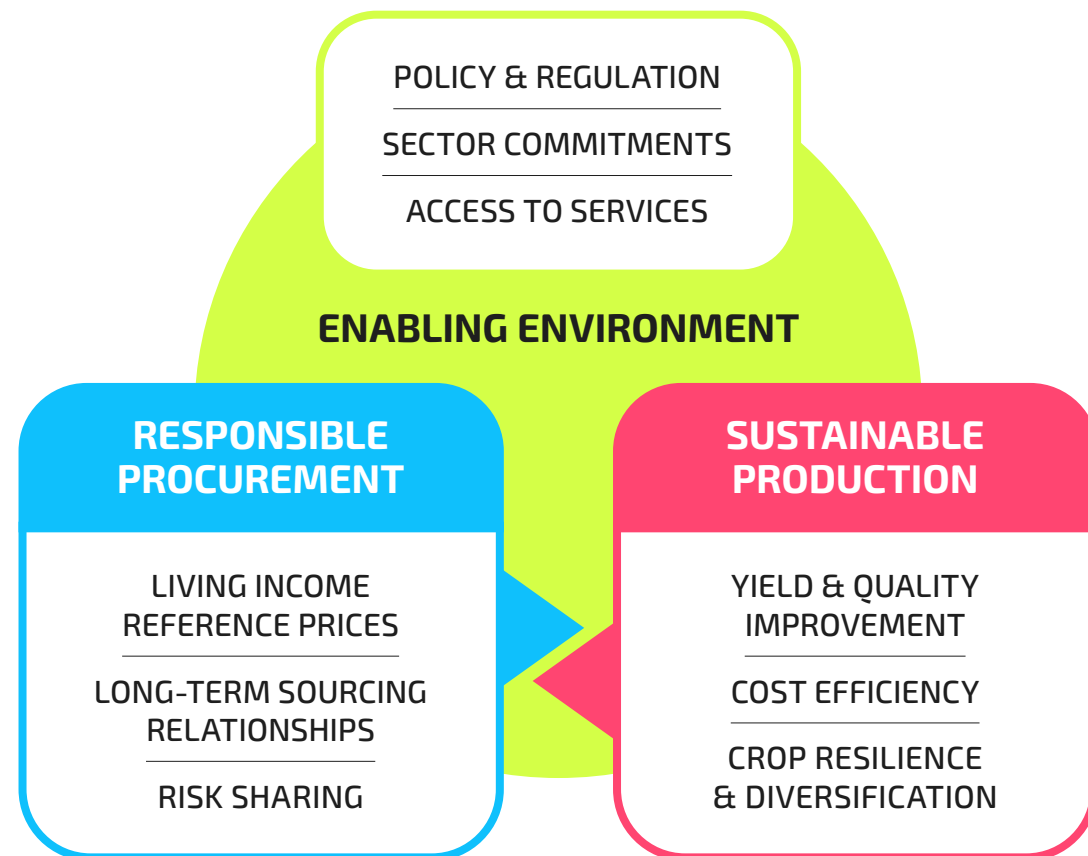 POLICY & REGULATION
SECTOR COMMITMENTS
ACCESS TO SERVICES
ENABLING ENVIRONMENT
RESPONSIBLE
PROCUREMENT
LIVING INCOME
REFERENCE PRICES
LONG-TERM SOURCING
RELATIONSHIPS
RISK SHARING
SUSTAINABLE
PRODUCTION
YIELD & QUALITY
IMPROVEMENT
COST EFFICIENCY
CROP RESILIENCE
& DIVERSIFICATION